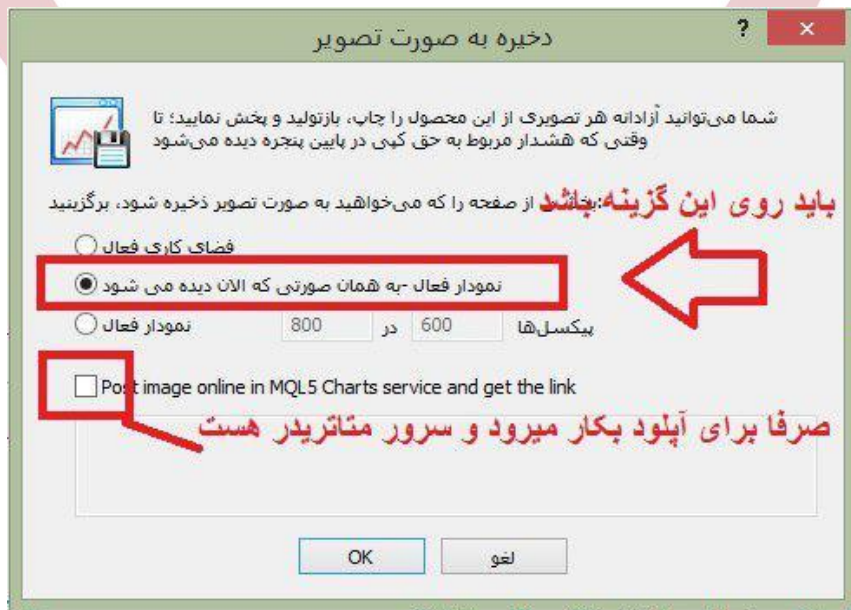 ذخیره به صورت تصویر
?
شما می‌توانید آزادانه هر تصویری از این محصول را چاپ، بازتولید و پخش نمایید؛ تا
وقتی که هشدار مربوط به حق کپی در پایین پنجره دیده می‌شود
باید روی این گزینه باشد
از صفحه را که می‌خواهید به صورت تصویر ذخیره شود، برگزینید
فضای کاری فعال
نمودار فعال -به همان صورتی که الان دیده می شود
نمودار فعال 800 در 600 پیکسل‌ها
Post image online in MQL5 Charts service and get the link
صرفا برای آپلود بکار میرود و سرور متاتریدر هست
OK لغو